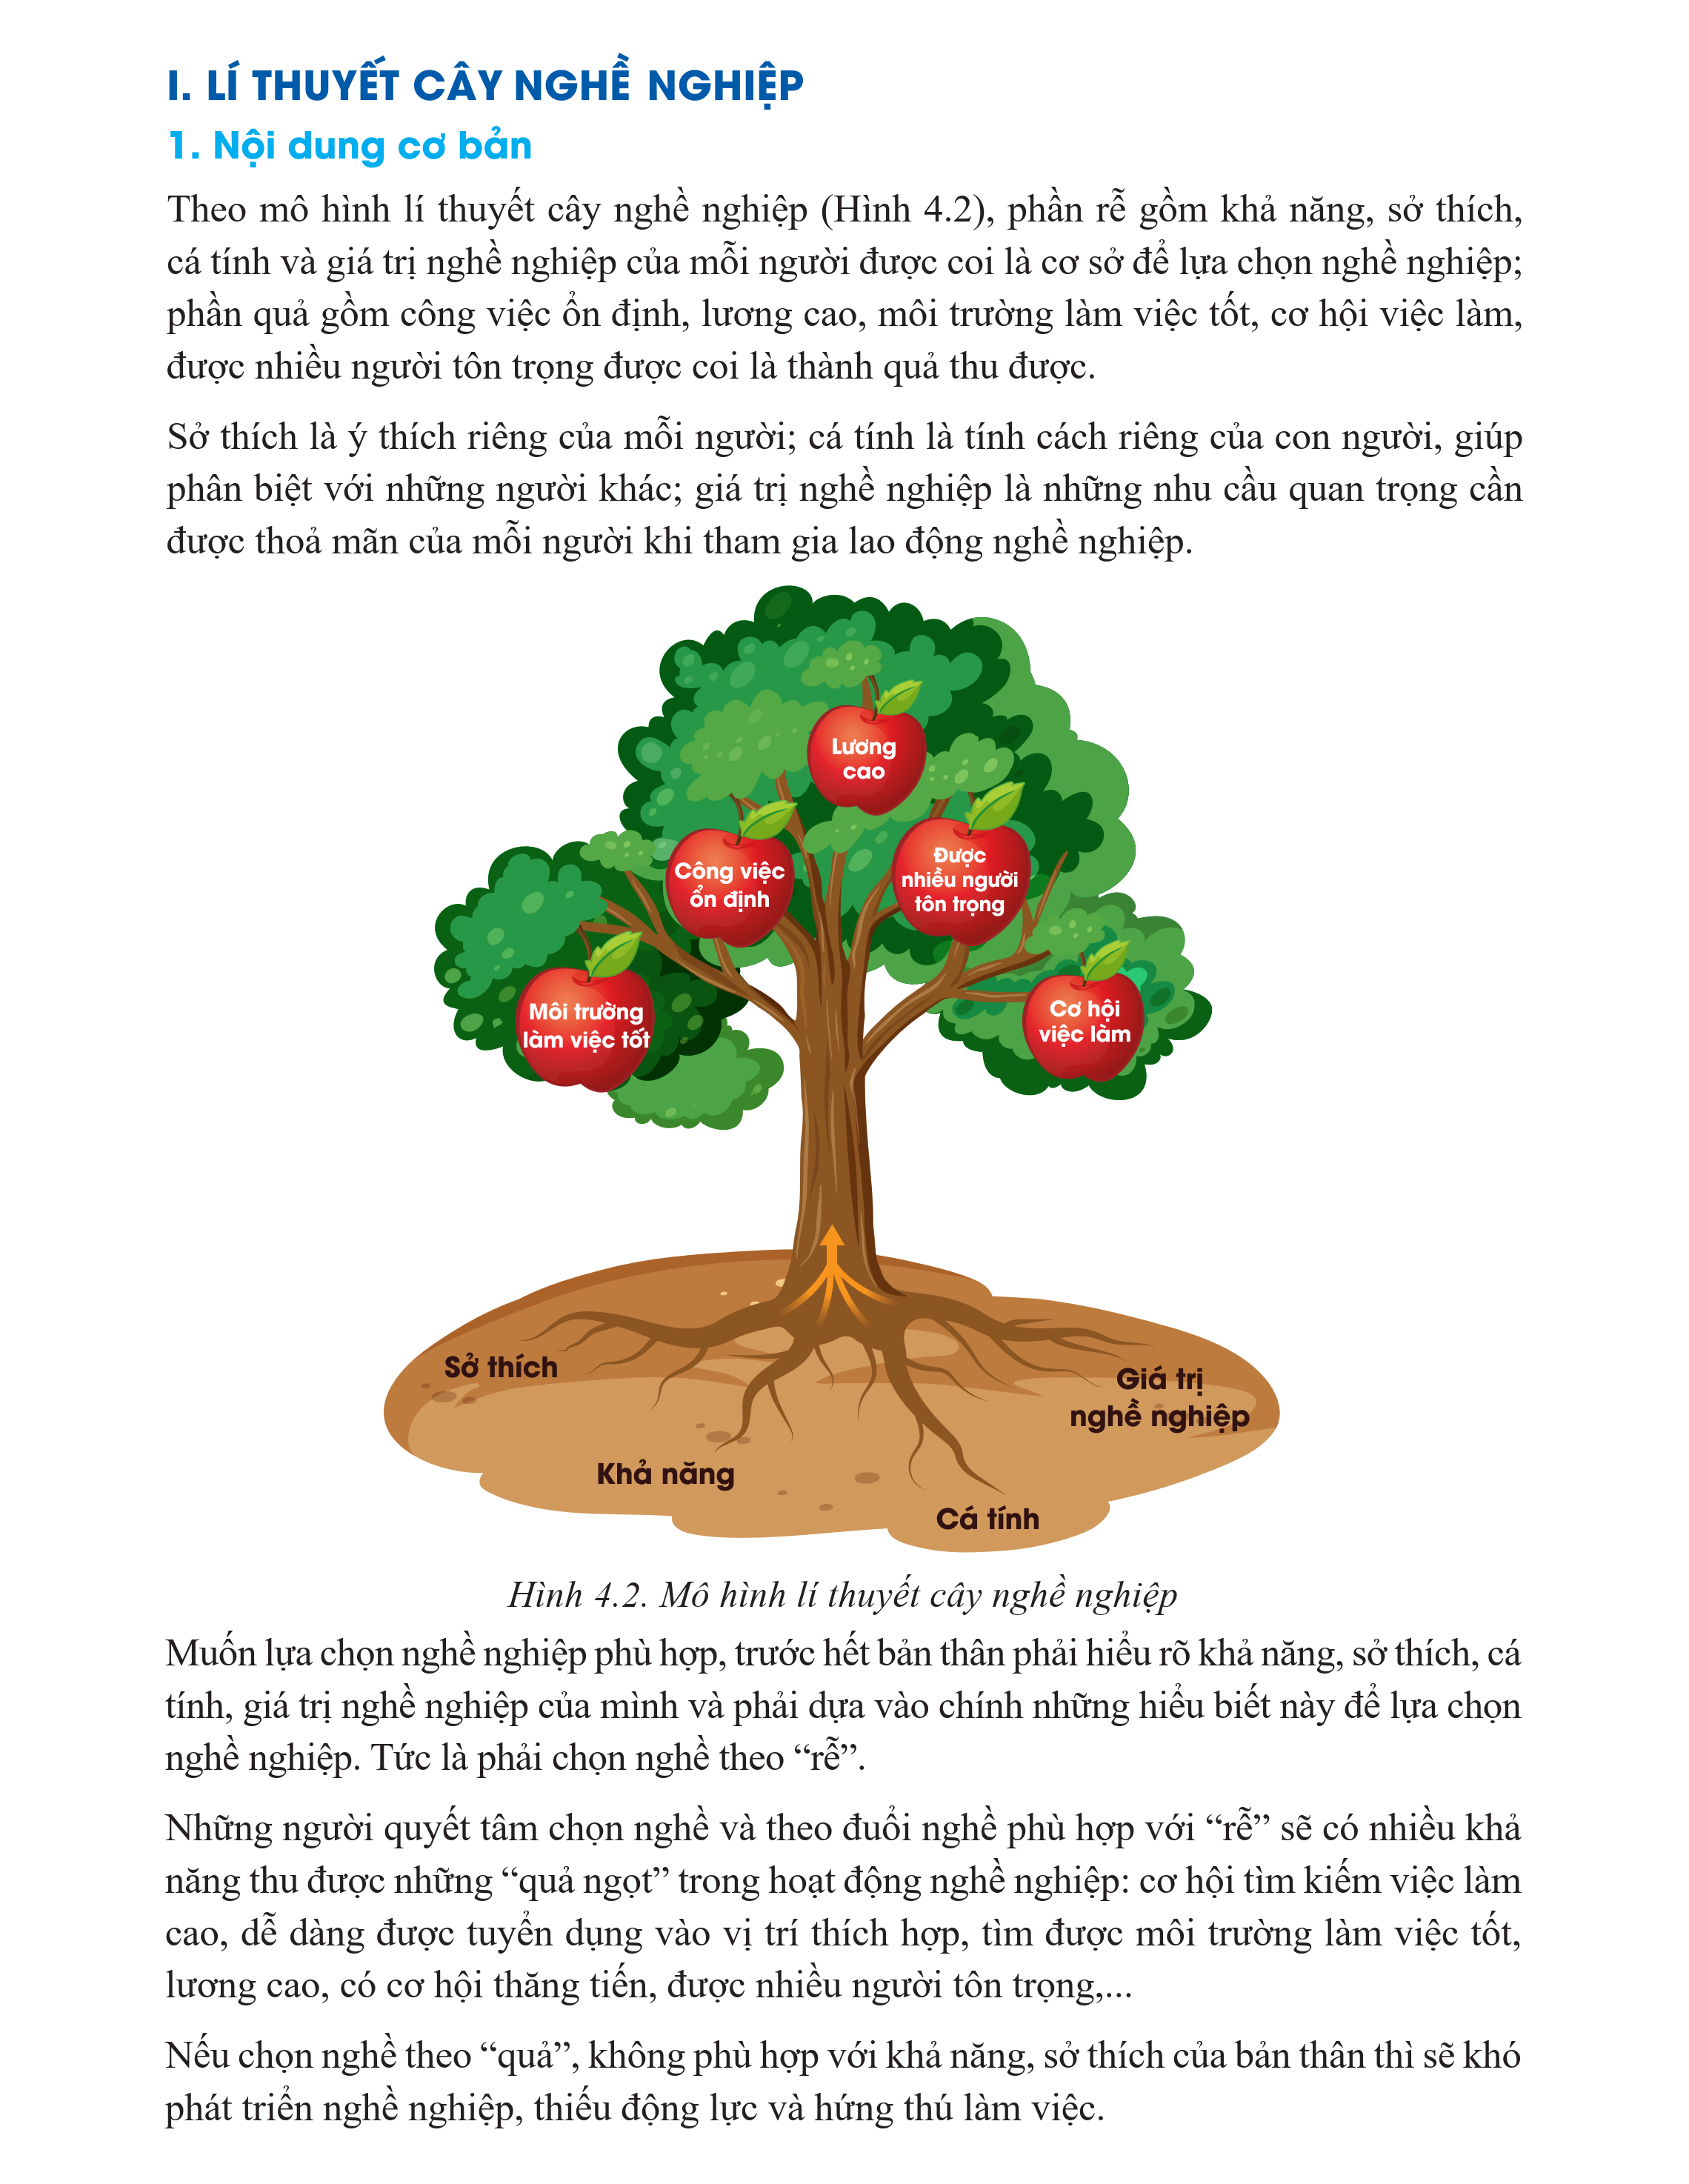 I. LÍ THUYẾT CÂY NGHỀ NGHIỆP
1. Nội dung cơ bản
Theo mô hình lí thuyết cây nghề nghiệp (Hình 4.2), phần rễ gồm khả năng, sở thích,
cá tính và giá trị nghề nghiệp của mỗi người được coi là cơ sở để lựa chọn nghề nghiệp;
phần quả gồm công việc ổn định, lương cao, môi trường làm việc tốt, cơ hội việc làm,
được nhiều người tôn trọng được coi là thành quả thu được.
Sở thích là ý thích riêng của mỗi người; cá tính là tính cách riêng của con người, giúp
phân biệt với những người khác; giá trị nghề nghiệp là những nhu cầu quan trọng cần
được thoả mãn của mỗi người khi tham gia lao động nghề nghiệp.
Lương
cao
Công việc
ổn định
Được
nhiều người
tôn trọng
Môi trường
làm việc tốt
Cơ hội
việc làm
Sở thích
Giá trị
nghề nghiệp
Khả năng
Cá tính
Hình 4.2. Mô hình lí thuyết cây nghề nghiệp
Muốn lựa chọn nghề nghiệp phù hợp, trước hết bản thân phải hiểu rõ khả năng, sở thích, cá
tính, giá trị nghề nghiệp của mình và phải dựa vào chính những hiểu biết này để lựa chọn
nghề nghiệp. Tức là phải chọn nghề theo “rễ”.
Những người quyết tâm chọn nghề và theo đuổi nghề phù hợp với “rễ” sẽ có nhiều khả
năng thu được những “quả ngọt” trong hoạt động nghề nghiệp: cơ hội tìm kiếm việc làm
cao, dễ dàng được tuyển dụng vào vị trí thích hợp, tìm được môi trường làm việc tốt,
lương cao, có cơ hội thăng tiến, được nhiều người tôn trọng,...
Nếu chọn nghề theo “quả”, không phù hợp với khả năng, sở thích của bản thân thì sẽ khó
phát triển nghề nghiệp, thiếu động lực và hứng thú làm việc.